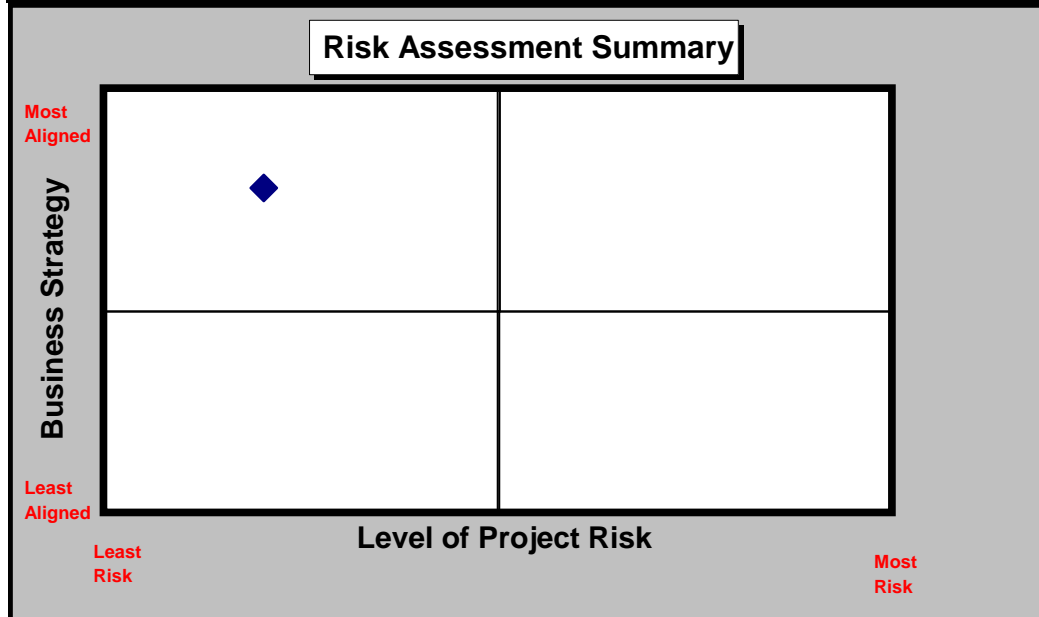 Risk Assessment Summary
Most
Aligned
Business Strategy
Least
Aligned
Level of Project Risk
Least
Risk
Most
Risk